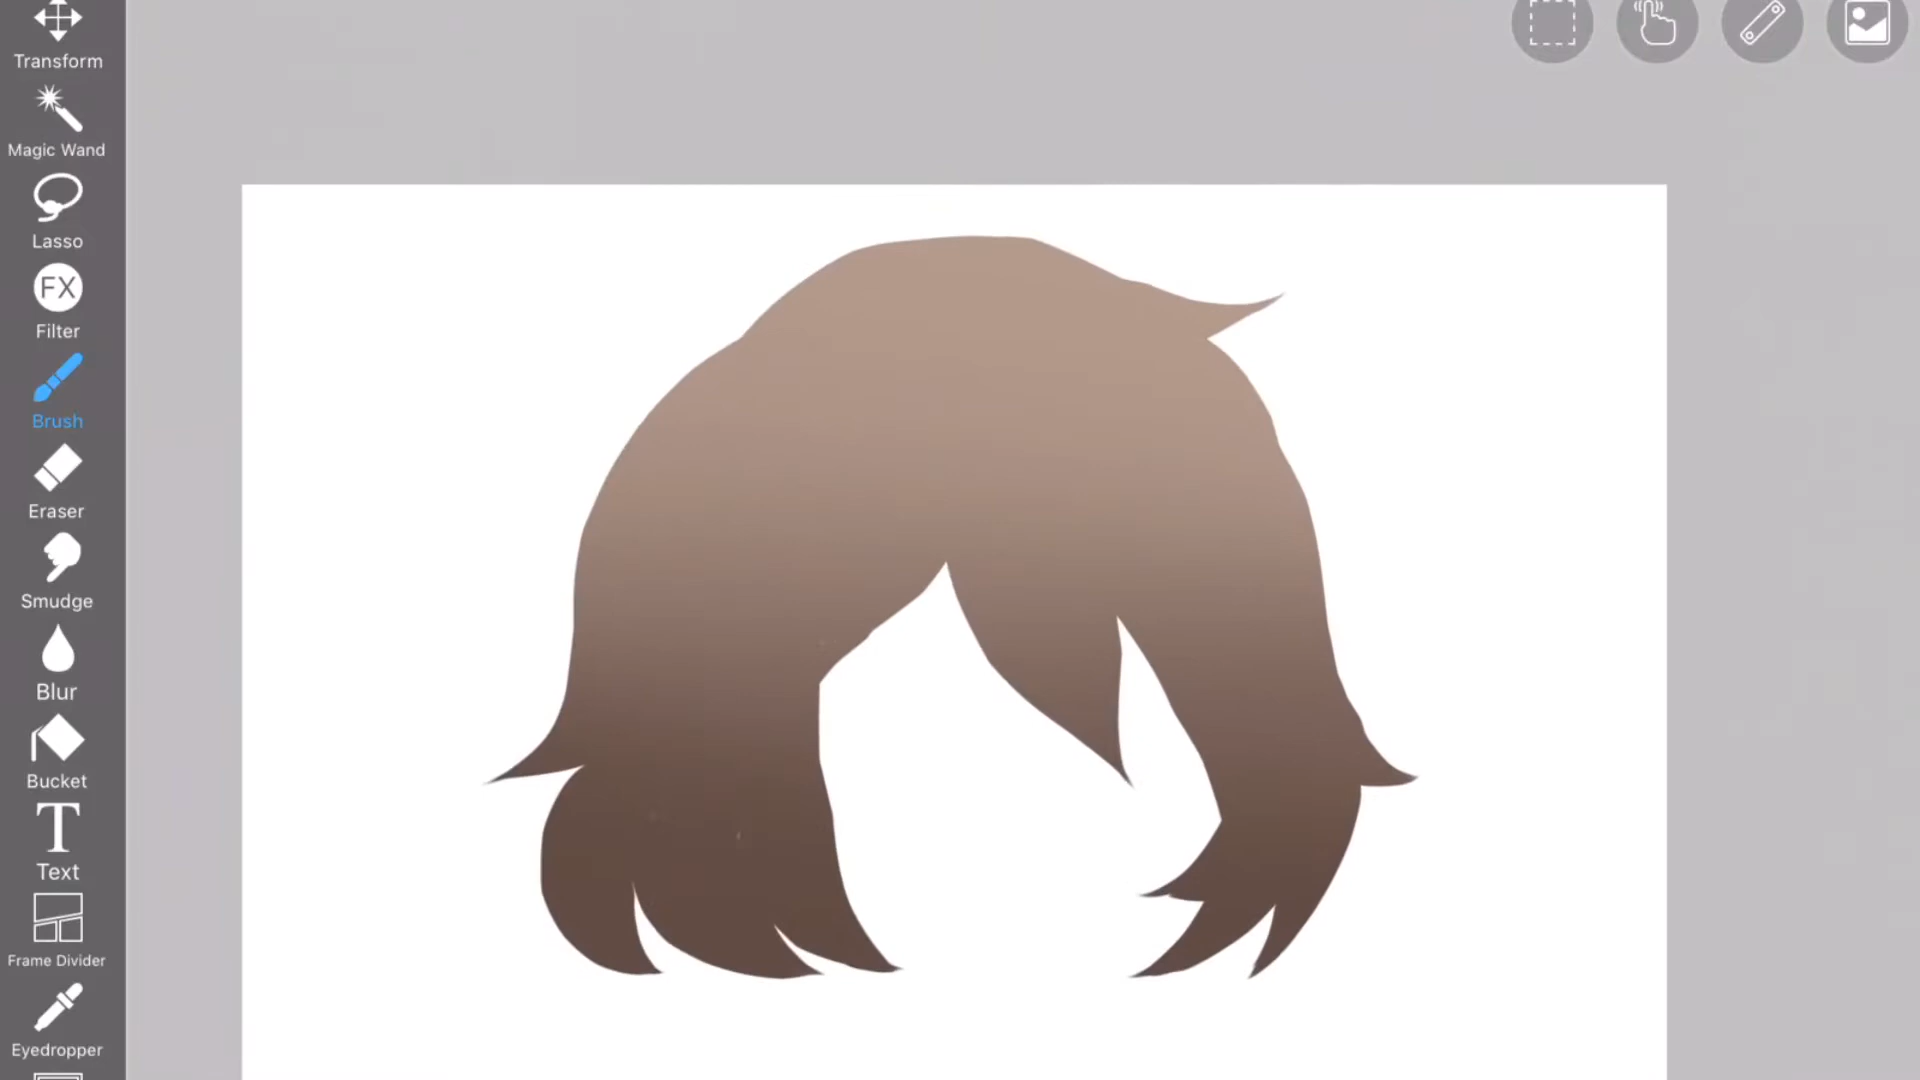 Transform
Magic Wand
Lasso
FX
Filter
Brush
Eraser
Smudge
Blur
Bucket
T
Text
Frame Divider
Eyedropper